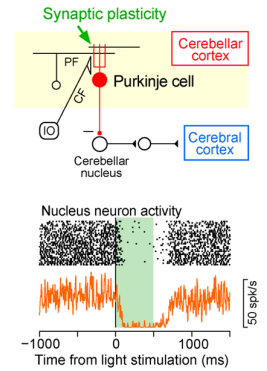 Synaptic plasticity
Cerebellar
cortex
PF
Purkinje cell
CF
IO
Cerebellar
nucleus
Cerebral
cortex
Nucleus neuron activity
50 spk/s
−1000 0 1000
Time from light stimulation (ms)